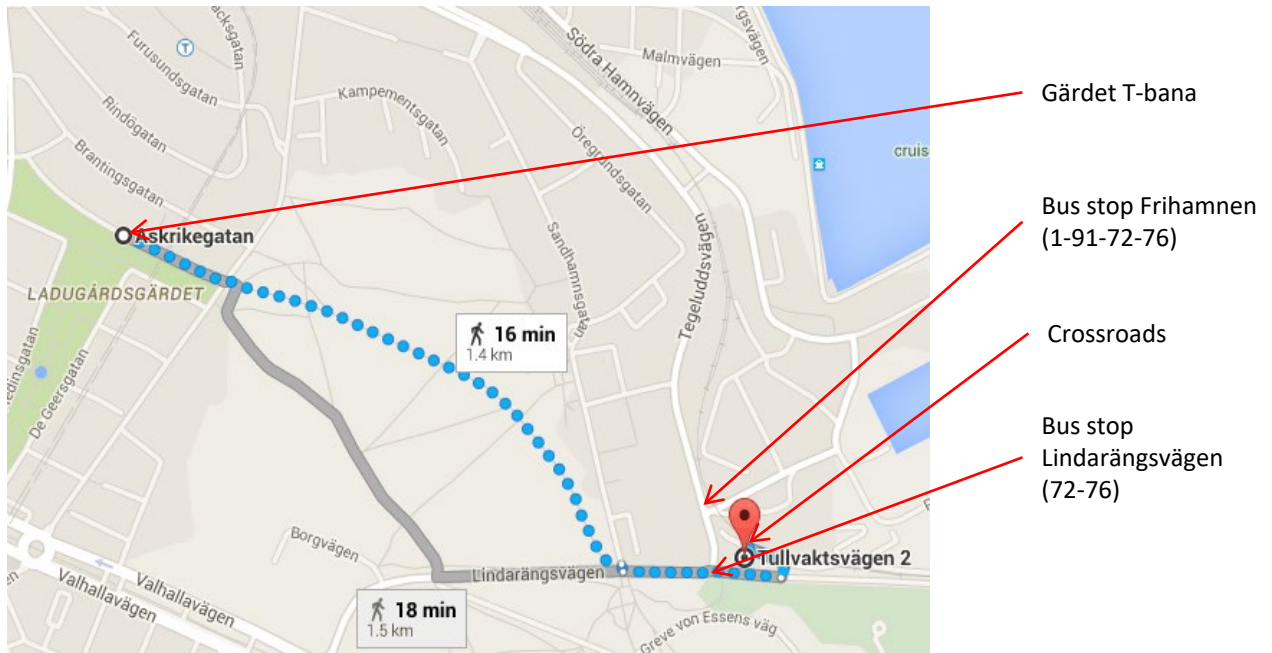 acksgatan
Furusundsgatan
T
Rindögatan
Brantingsgatan
Kampementsgatan
Södra Hamnvägen
Malmvägen
rgsvägen
Öregrundsgatan
cruis
Askrikegatan
LADUGÅRDSGÄRDET
Sandhamnsgatan
Tegeluddsvägen
16 min
1.4 km
De Geersgatan
Borgvägen
Lindarängsvägen
Tullvaktsvägen 2
Valhallavägen
Valhallavägen
18 min
1.5 km
Greve von Essens väg
Gärdet T-bana
Bus stop Frihamnen
(1-91-72-76)
Crossroads
Bus stop
Lindarängsvägen
(72-76)